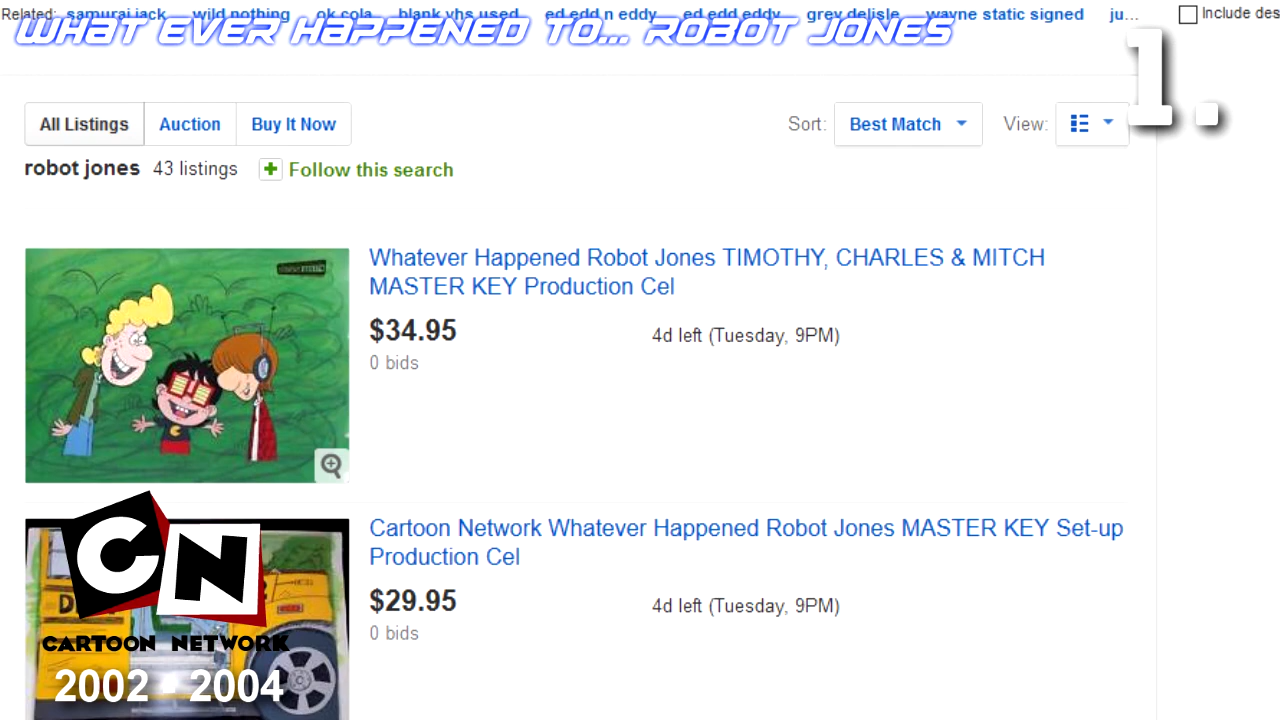 Related: samurai jack wild nothing ok cola blank vhs used ed edd n eddy ed edd eddy grey delisle wayne static signed ju... Include des
WHAT EVER HAPPENED TO... ROBOT JONES
1.
All Listings Auction Buy It Now Sort: Best Match View:
robot jones 43 listings Follow this search
Whatever Happened Robot Jones TIMOTHY, CHARLES & MITCH
MASTER KEY Production Cel
$34.95 4d left (Tuesday, 9PM)
0 bids
Cartoon Network Whatever Happened Robot Jones MASTER KEY Set-up
Production Cel
$29.95 4d left (Tuesday, 9PM)
0 bids
CN
CARTOON NETWORK
2002 - 2004